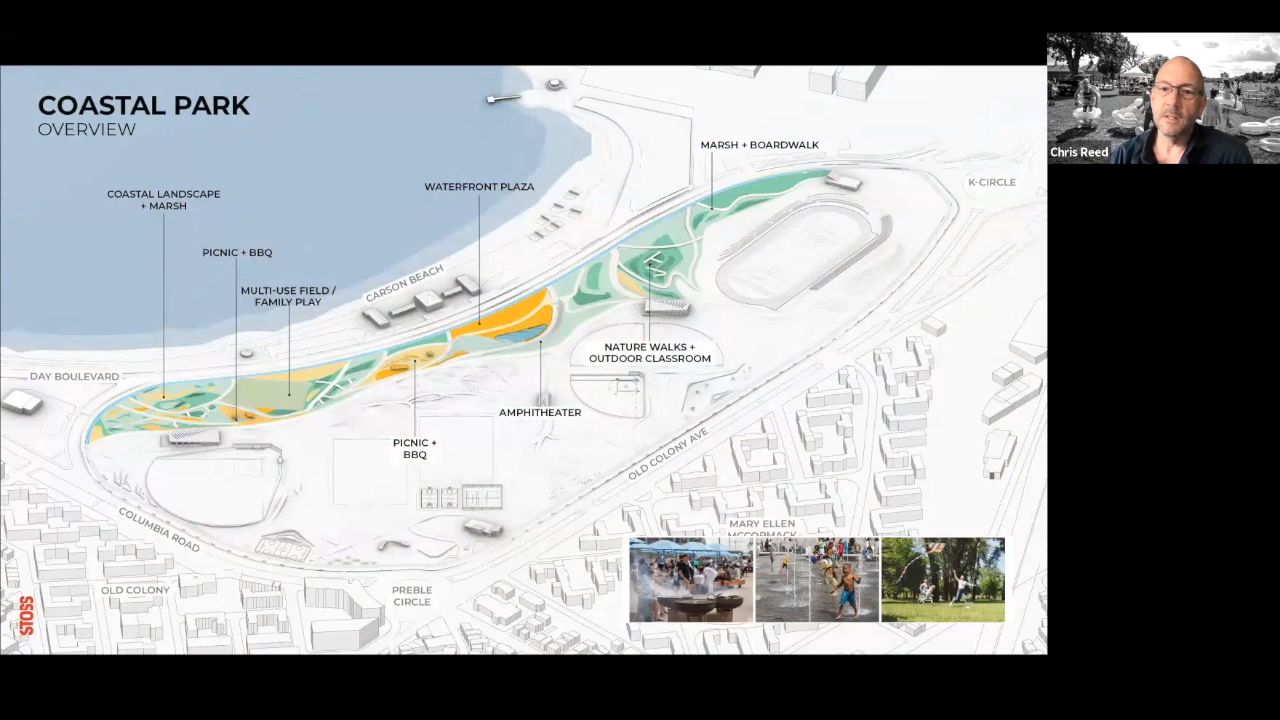 COASTAL PARK
OVERVIEW
MARSH + BOARDWALK
K-CIRCLE
WATERFRONT PLAZA
COASTAL LANDSCAPE
+ MARSH
PICNIC + BBQ
MULTI-USE FIELD /
FAMILY PLAY
CARSON BEACH
DAY BOULEVARD
NATURE WALKS +
OUTDOOR CLASSROOM
AMPHITHEATER
PICNIC +
BBQ
OLD COLONY AVE
COLUMBIA ROAD
MARY ELLEN
MCCORMACK
OLD COLONY
PREBLE
CIRCLE
STOSS
Chris Reed